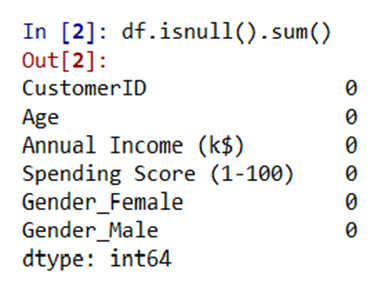 In [2]: df.isnull().sum()
Out[2]:
CustomerID                0
Age                       0
Annual Income (k$)        0
Spending Score (1-100)    0
Gender_Female             0
Gender_Male               0
dtype: int64